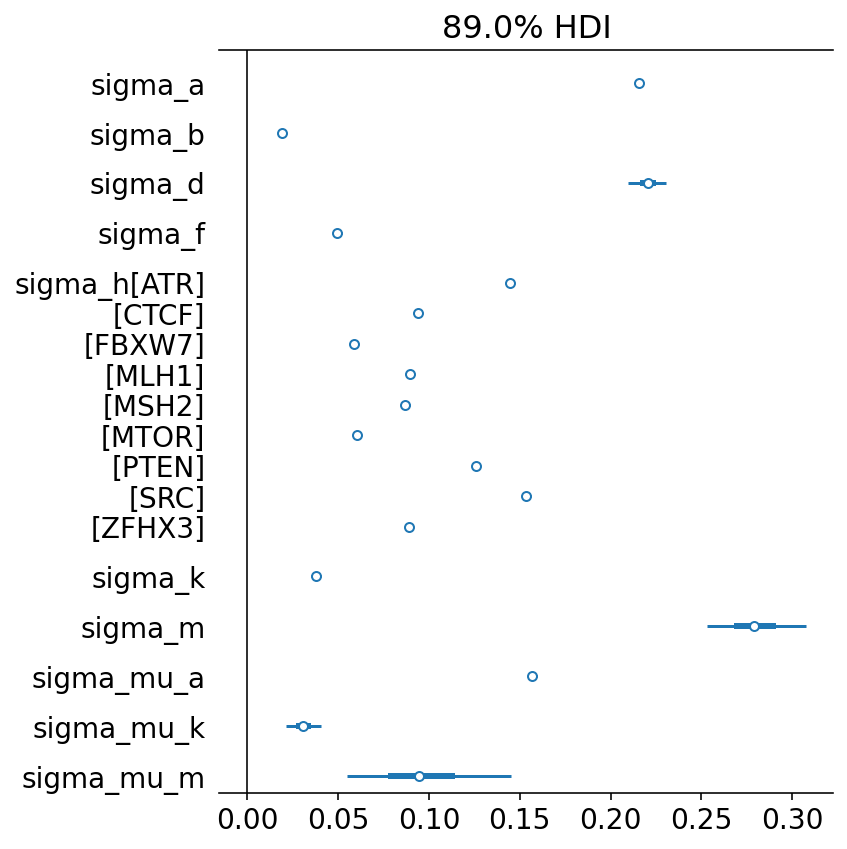 89.0% HDI
sigma_a
sigma_b
sigma_d
sigma_f
sigma_h[ATR]
[CTCF]
[FBXW7]
[MLH1]
[MSH2]
[MTOR]
[PTEN]
[SRC]
[ZFHX3]
sigma_k
sigma_m
sigma_mu_a
sigma_mu_k
sigma_mu_m
0.00 0.05 0.10 0.15 0.20 0.25 0.30